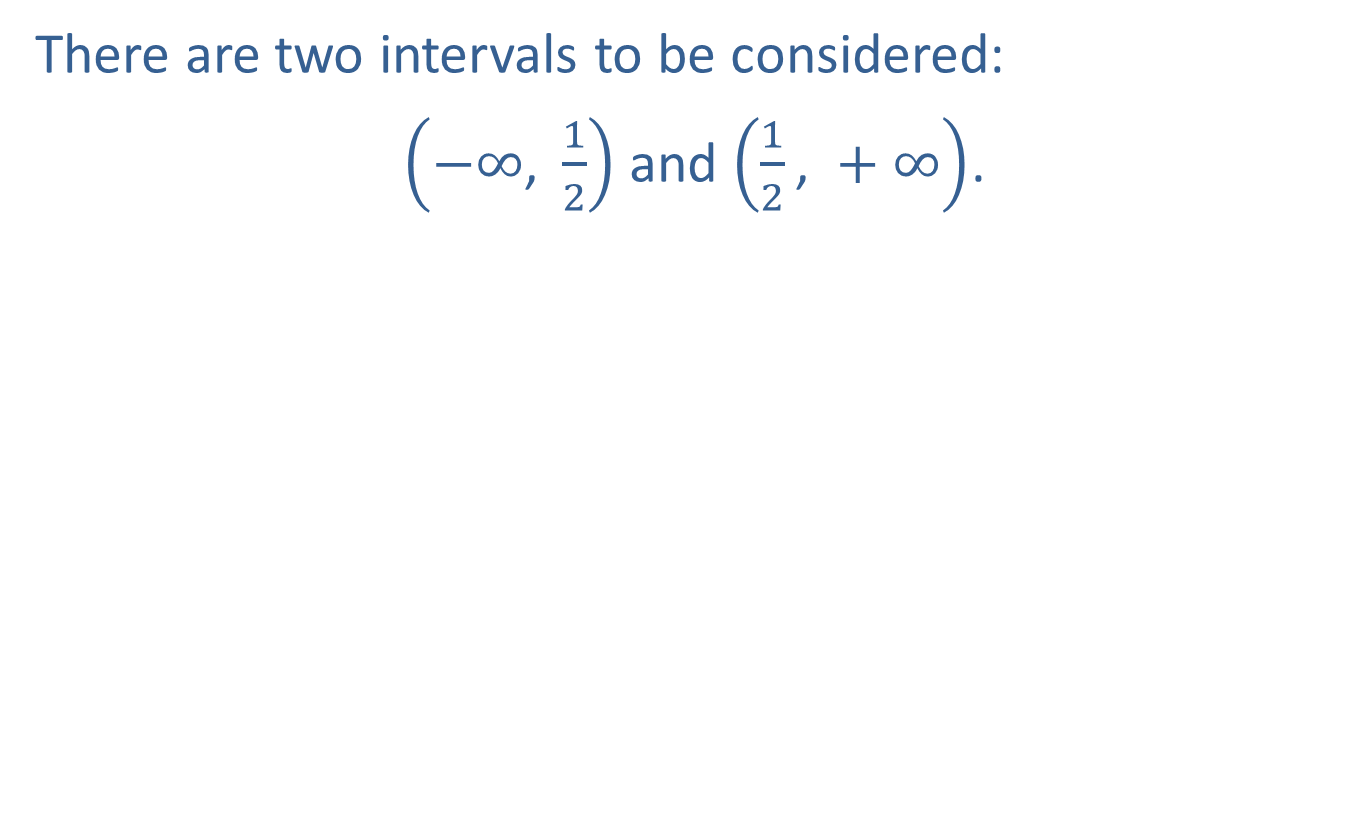 There are two intervals to be considered:
(−∞, 1/2) and (1/2, + ∞).